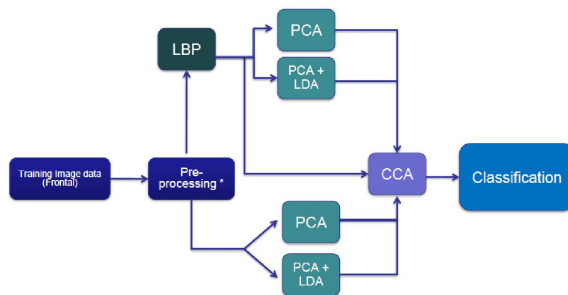 LBP
PCA
PCA +
LDA
Training Image data
(Frontal)
Pre-
processing *
CCA
Classification
PCA
PCA +
LDA